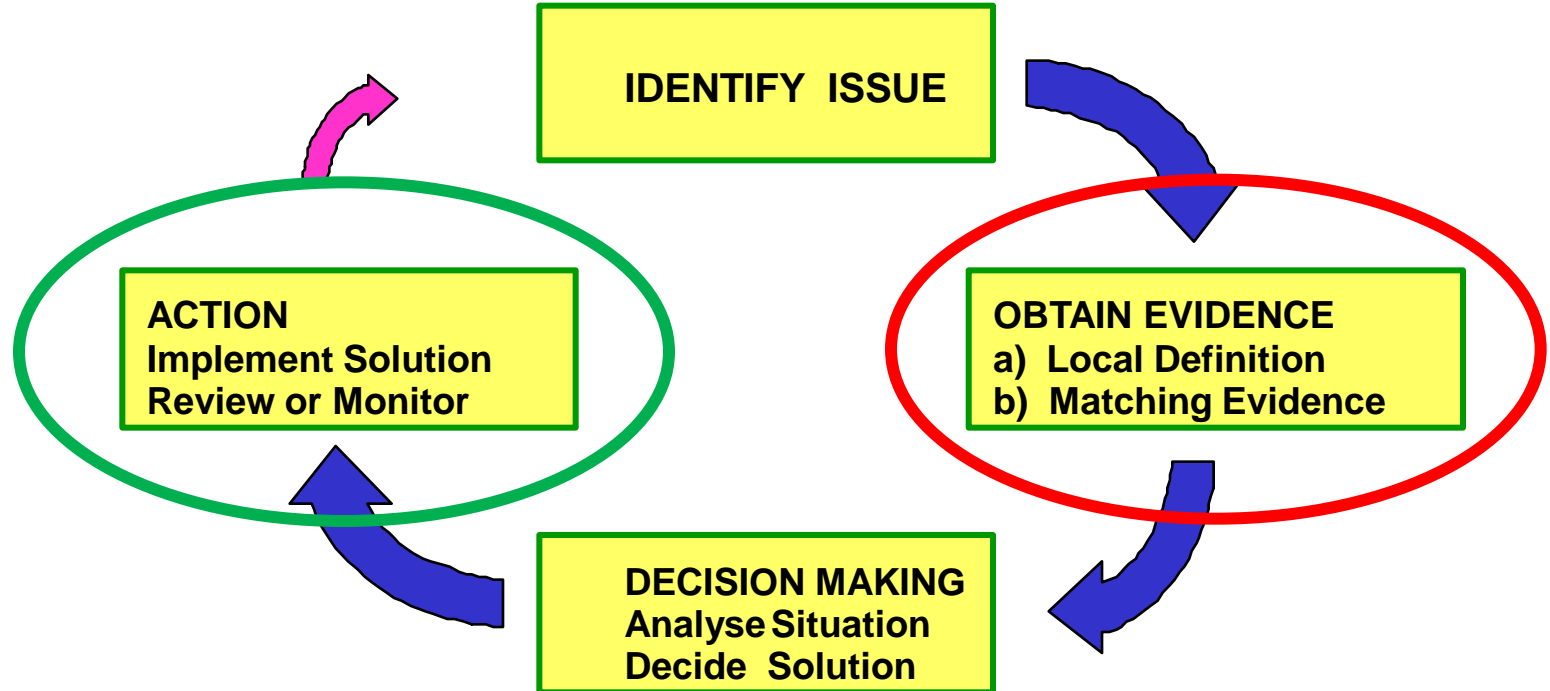 IDENTIFY ISSUE
OBTAIN EVIDENCE
a) Local Definition
b) Matching Evidence
DECISION MAKING
Analyse Situation
Decide Solution
ACTION
Implement Solution
Review or Monitor